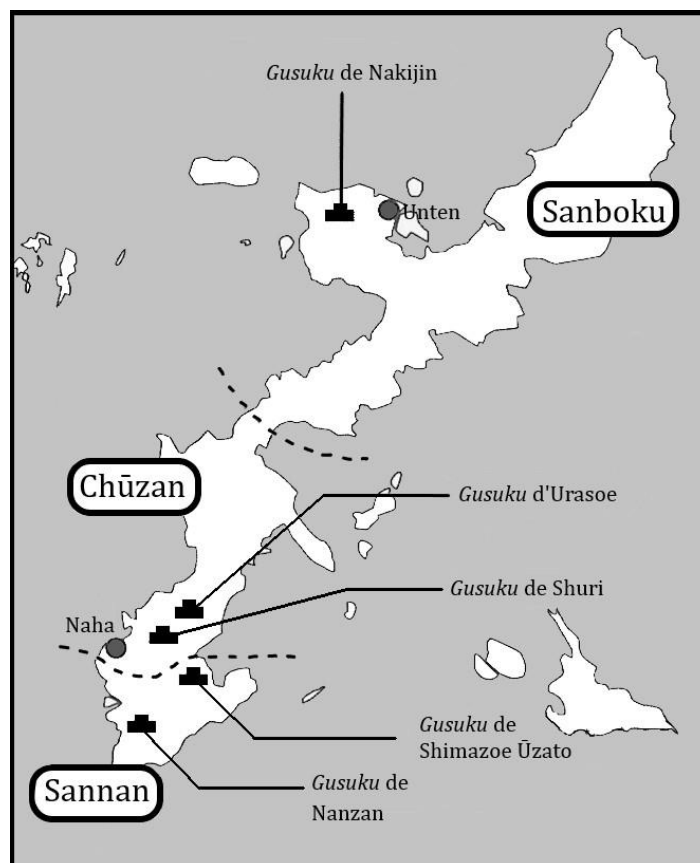 Gusuku de Nakijin
Unten
Sanboku
Chūzan
Gusuku d'Urasoe
Gusuku de Shuri
Naha
Gusuku de
Shimazoe Ūzato
Sannan
Gusuku de
Nanzan